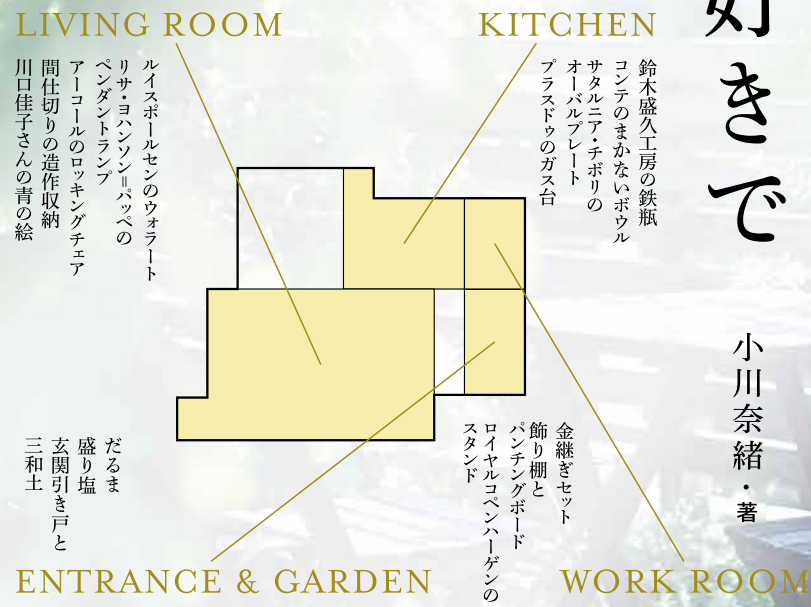 好きで
小川奈緒・著
KITCHEN
鈴木盛久工房の鉄瓶
コンテのまかないボウル
サタルニア・チボリの
オーバルプレート
プラスドゥのガス台
LIVING ROOM
ルイスポールセンのウォラート
リサ・ヨハンソン=パッペの
ペンダントランプ
アーコールのロッキングチェア
間仕切りの造作収納
川口佳子さんの青の絵
WORK ROOM
金継ぎセット
飾り棚と
パンチングボード
ロイヤルコペンハーゲンの
スタンド
ENTRANCE & GARDEN
だるま
盛り塩
玄関引き戸と
三和土